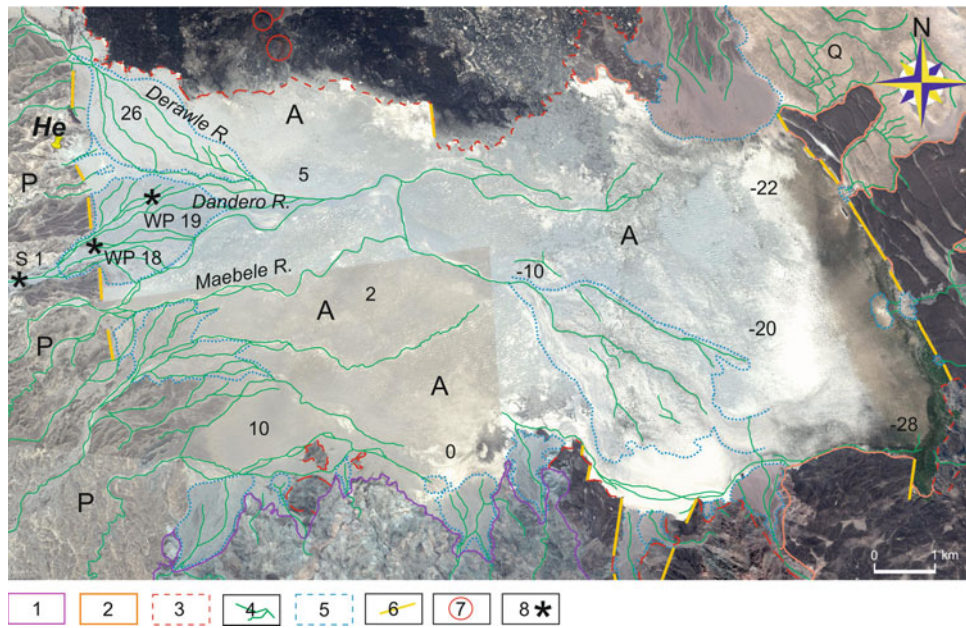 N
Q
A
26
Derawle R.
He
5
-22
P
Dandero R.
WP 19
A
S 1
WP 18
Maebele R.
-10
2
A
-20
P
A
10
0
-28
P
0 1 km
1 2 3 4 5 6 7 8